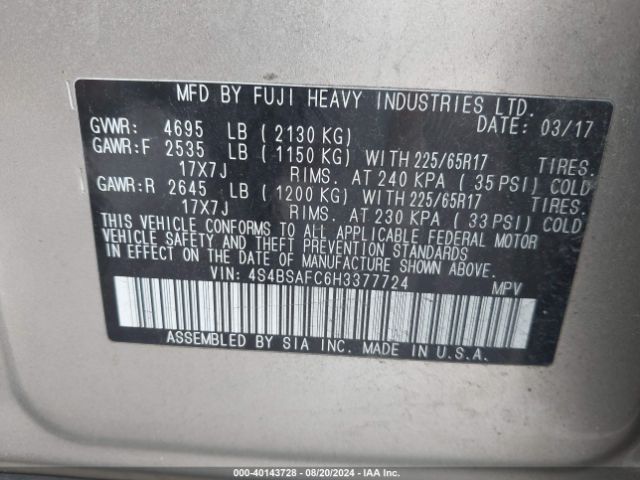 MFD BY FUJI HEAVY INDUSTRIES LTD.
DATE: 03/17
GVWR: 4695 LB (2130 KG)
GAWR:F 2535 LB (1150 KG) WITH 225/65R17 TIRES.
17X7J RIMS. AT 240 KPA (35 PSI) COLD
GAWR:R 2645 LB (1200 KG) WITH 225/65R17 TIRES.
17X7J RIMS. AT 230 KPA (33 PSI) COLD
THIS VEHICLE CONFORMS TO ALL APPLICABLE FEDERAL MOTOR
VEHICLE SAFETY AND THEFT PREVENTION STANDARDS
IN EFFECT ON THE DATE OF MANUFACTURE SHOWN ABOVE.
VIN: 4S4BSAFC6H3377724 MPV
ASSEMBLED BY SIA INC. MADE IN U.S.A.
000-40143728 - 08/20/2024 - IAAI.COM